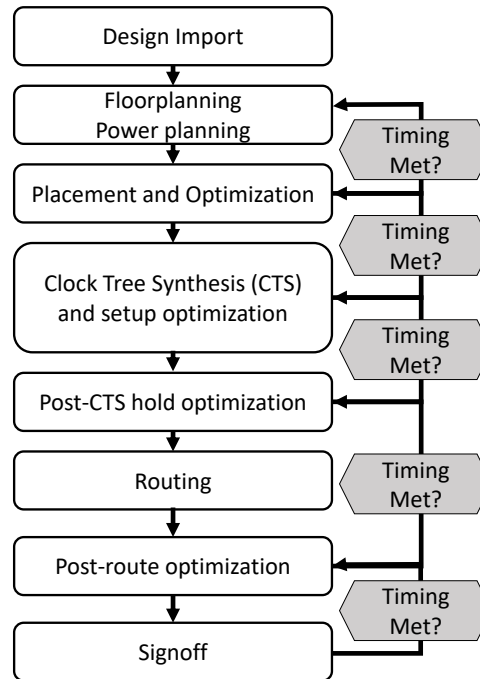 Design Import
Floorplanning
Power planning
Timing
Met?
Placement and Optimization
Timing
Met?
Clock Tree Synthesis (CTS)
and setup optimization
Timing
Met?
Post-CTS hold optimization
Routing
Timing
Met?
Post-route optimization
Timing
Met?
Signoff